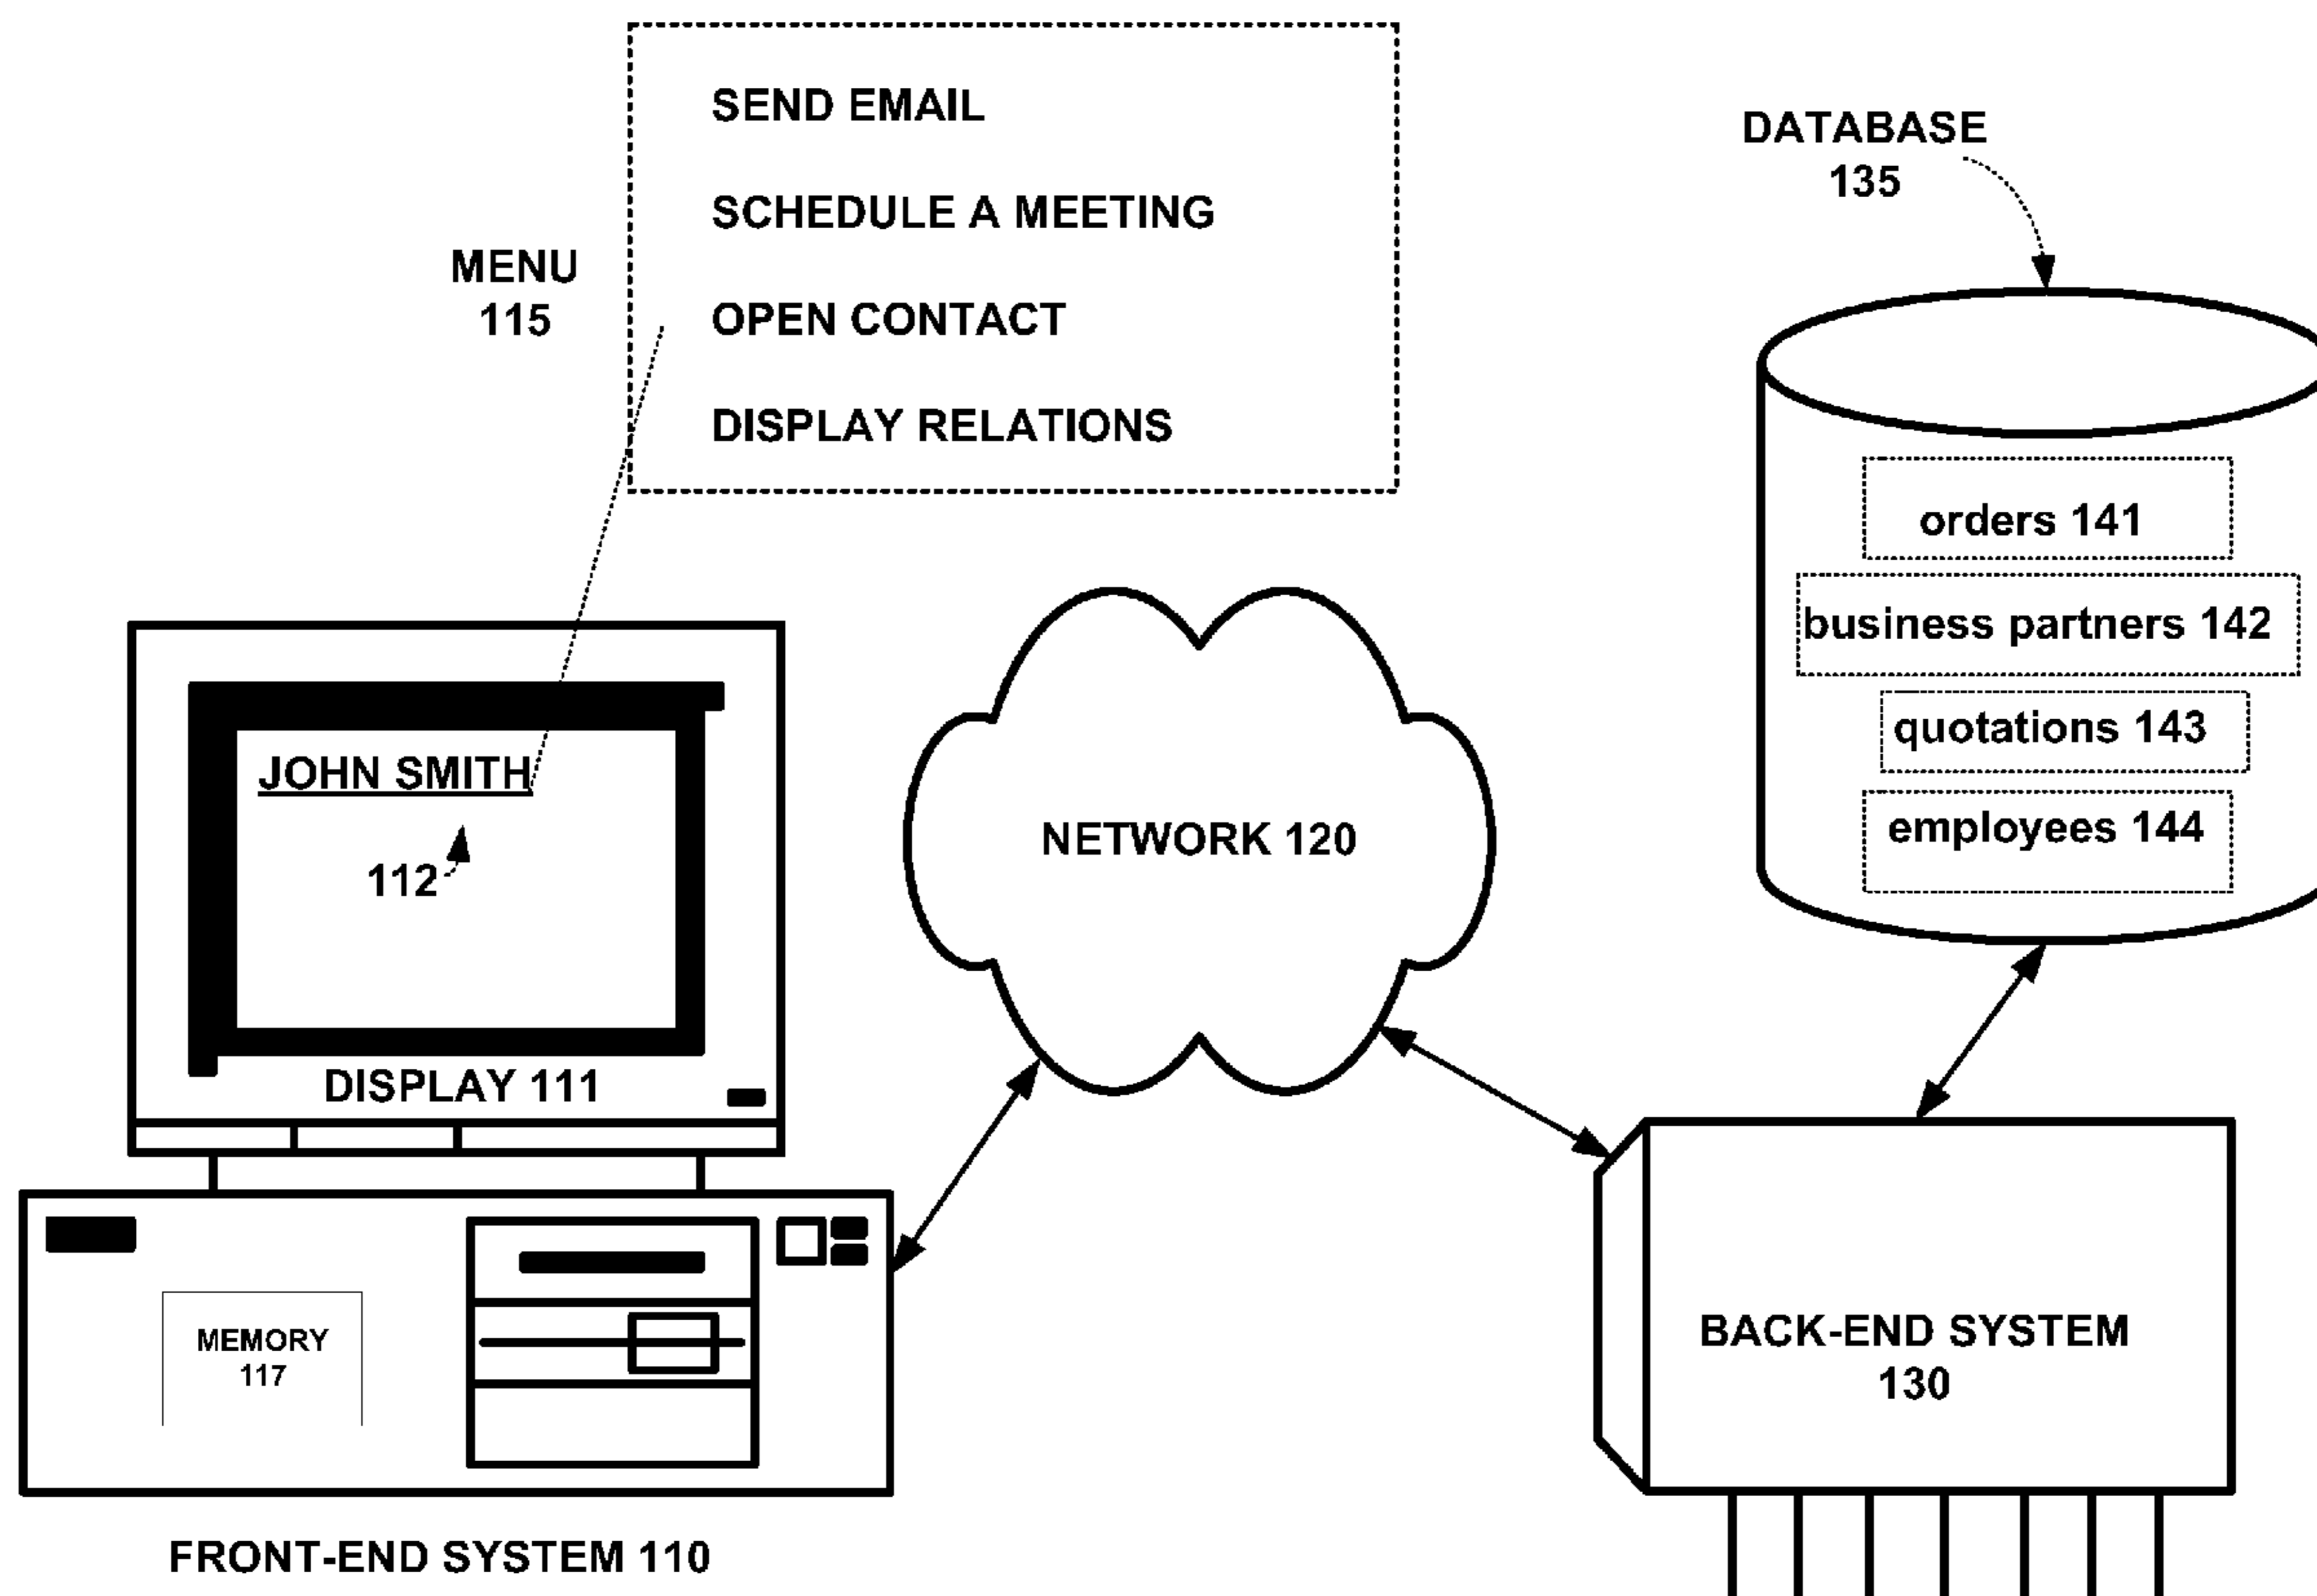 SEND EMAIL
SCHEDULE A MEETING
OPEN CONTACT
DISPLAY RELATIONS
MENU
115
DATABASE
135
orders 141
business partners 142
quotations 143
employees 144
JOHN SMITH
112
DISPLAY 111
NETWORK 120
MEMORY
117
BACK-END SYSTEM
130
FRONT-END SYSTEM 110